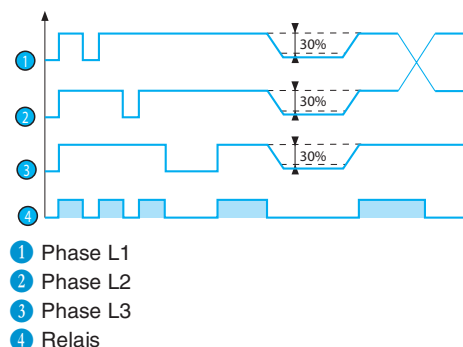 1 30%
2 30%
3 30%
4
1 Phase L1
2 Phase L2
3 Phase L3
4 Relais